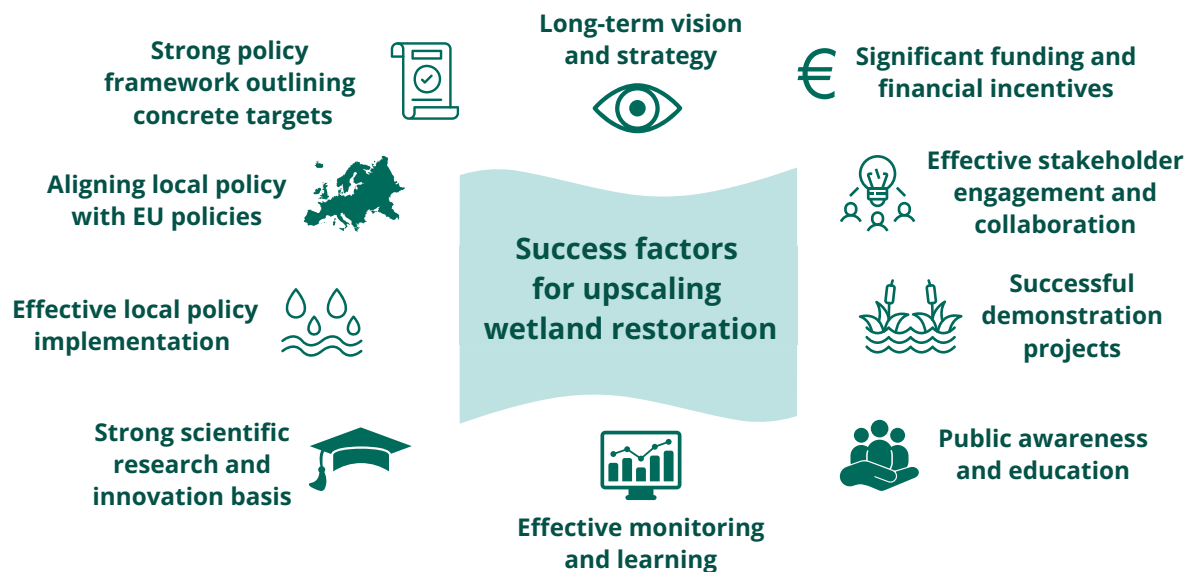 Long-term vision
and strategy
Strong policy
framework outlining
concrete targets
€
Significant funding and
financial incentives
Aligning local policy
with EU policies
Effective stakeholder
engagement and
collaboration
Success factors
for upscaling
wetland restoration
Effective local policy
implementation
Successful
demonstration
projects
Strong scientific
research and
innovation basis
Public awareness
and education
Effective monitoring
and learning